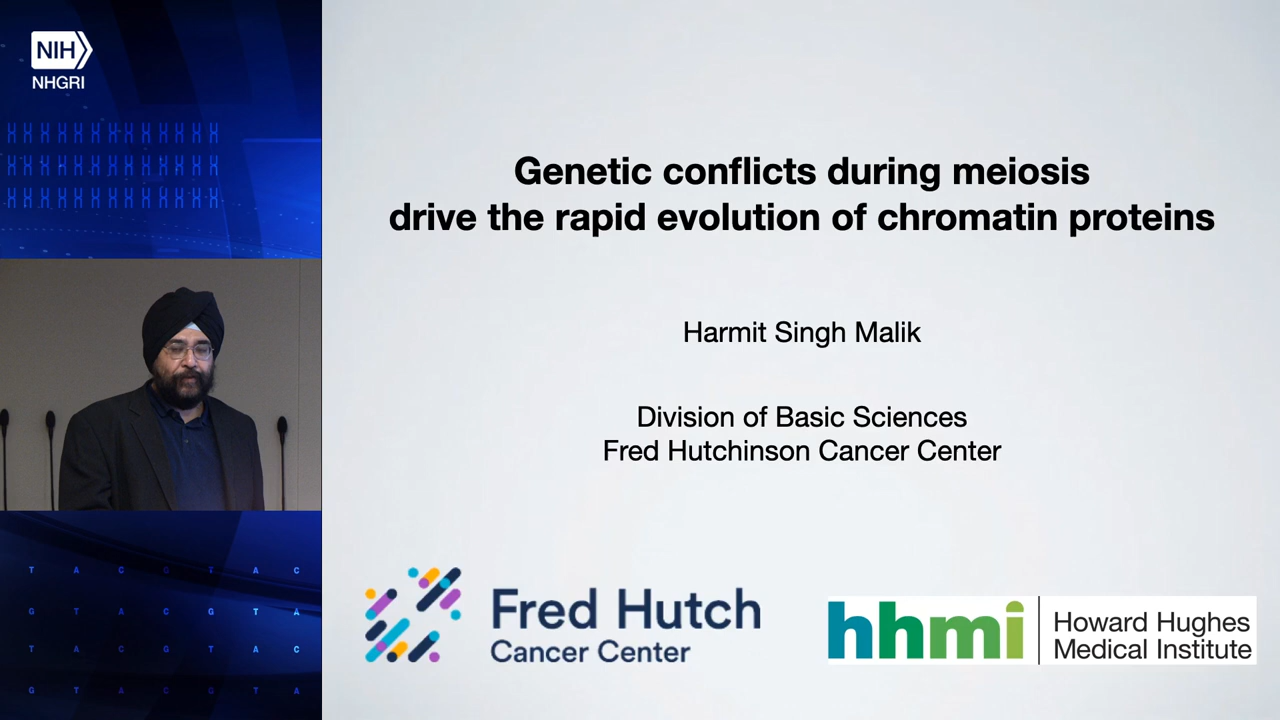 NIH
NHGRI
Genetic conflicts during meiosis
drive the rapid evolution of chromatin proteins
Harmit Singh Malik
Division of Basic Sciences
Fred Hutchinson Cancer Center
T A C G T A C
G T A C G T A
T A C G T A C
G T A C G T A
Fred Hutch
Cancer Center
hhmi
Howard Hughes
Medical Institute